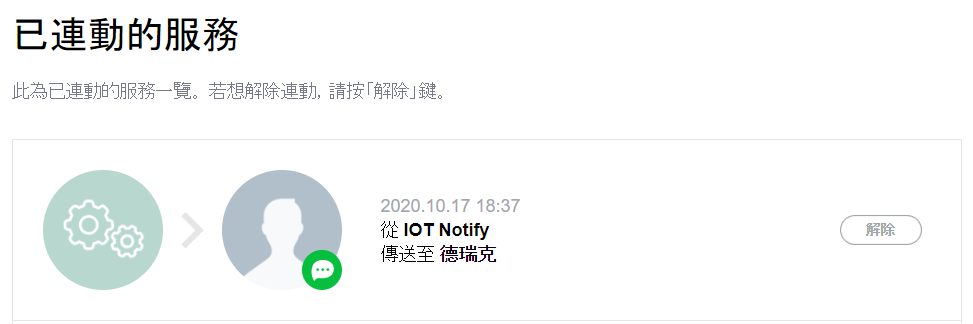 已連動的服務
此為已連動的服務一覽。若想解除連動, 請按「解除」鍵。
2020.10.17 18:37
從 IOT Notify
解除
傳送至 德瑞克